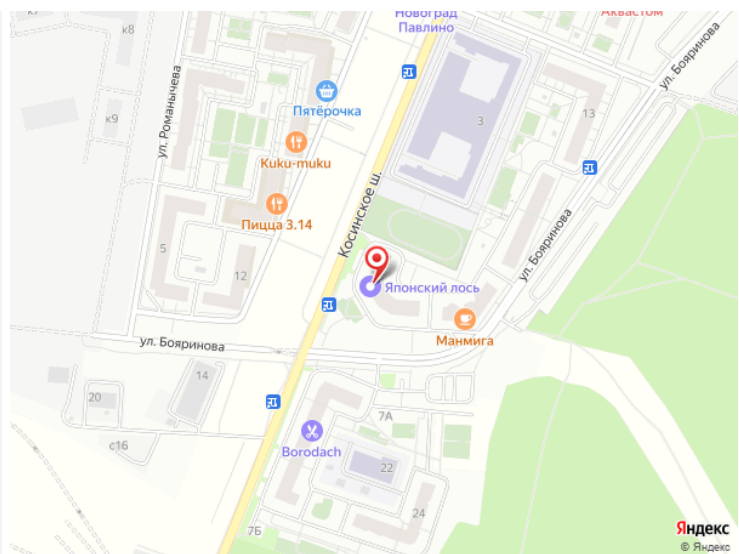 к7
к8
Новоград
Павлино
Аквастом
ул. Бояринова
Пятёрочка
к9
ул. Романычева
3
13
Kuku-muku
Косинское ш.
Пицца 3.14
5
12
ул. Бояринова
Японский лось
Манмига
ул. Бояринова
14
20
7А
с16
Borodach
22
24
7Б
Яндекс
© Яндекс